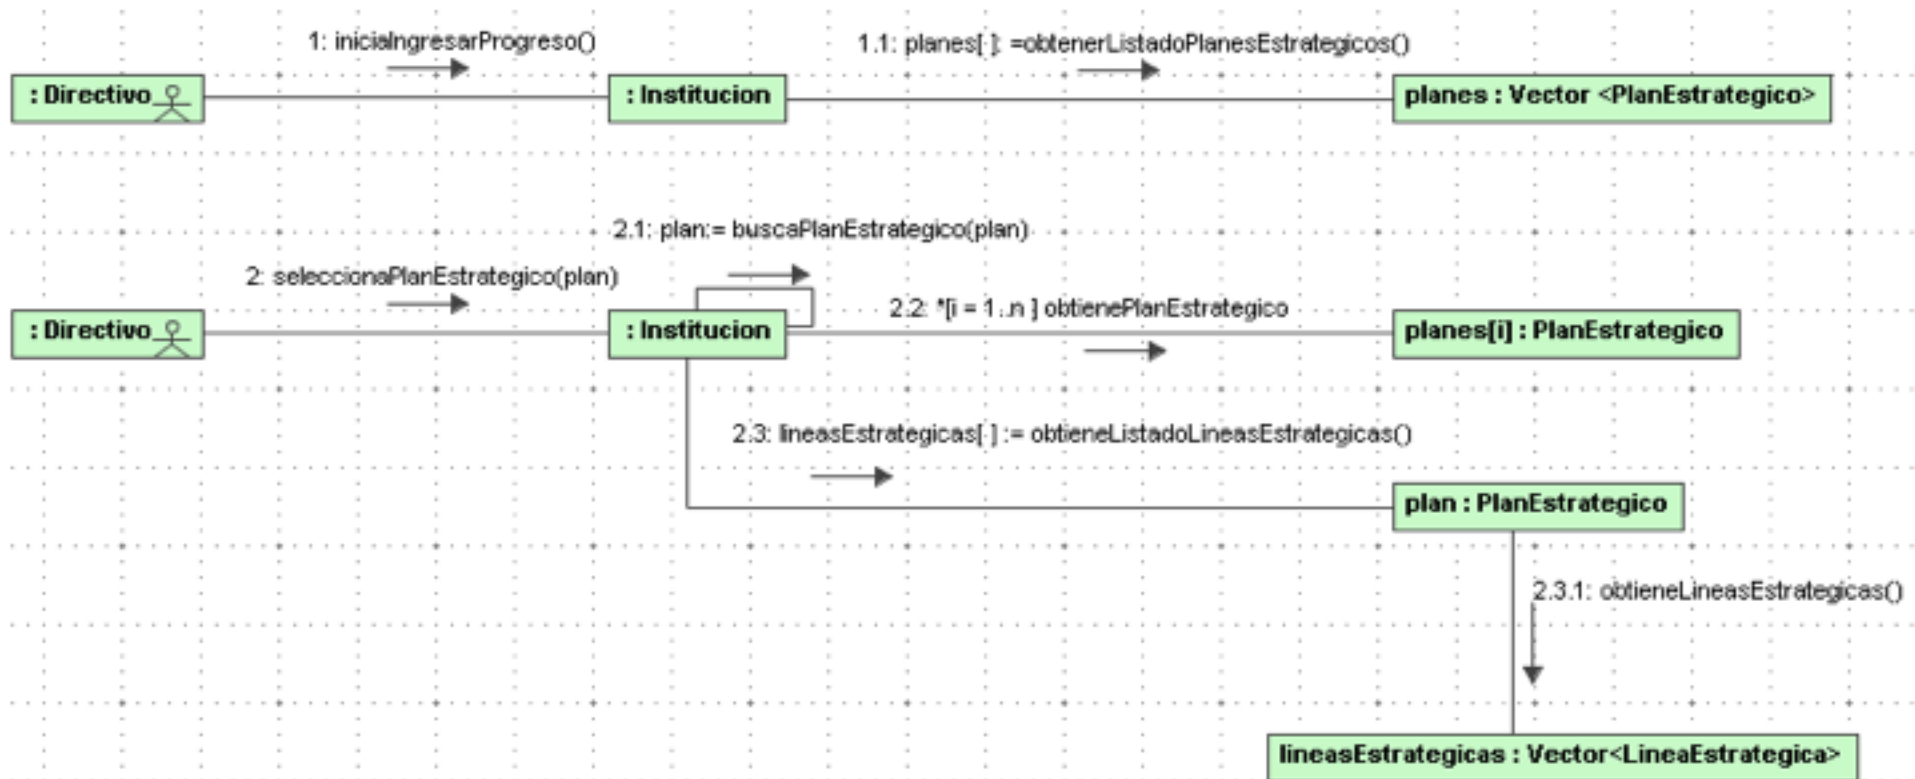 1: iniciaIngresarProgreso()
1.1: planes[ ]: =obtenerListadoPlanesEstrategicos()
: Directivo
: Institucion
planes : Vector <PlanEstrategico>
2.1: plan:= buscaPlanEstrategico(plan)
2: seleccionaPlanEstrategico(plan)
2.2: *[i = 1..n ] obtienePlanEstrategico
: Directivo
: Institucion
planes[i] : PlanEstrategico
2.3: lineasEstrategicas[ ] := obtieneListadoLineasEstrategicas()
plan : PlanEstrategico
2.3.1: obtieneLineasEstrategicas()
lineasEstrategicas : Vector<LineaEstrategica>